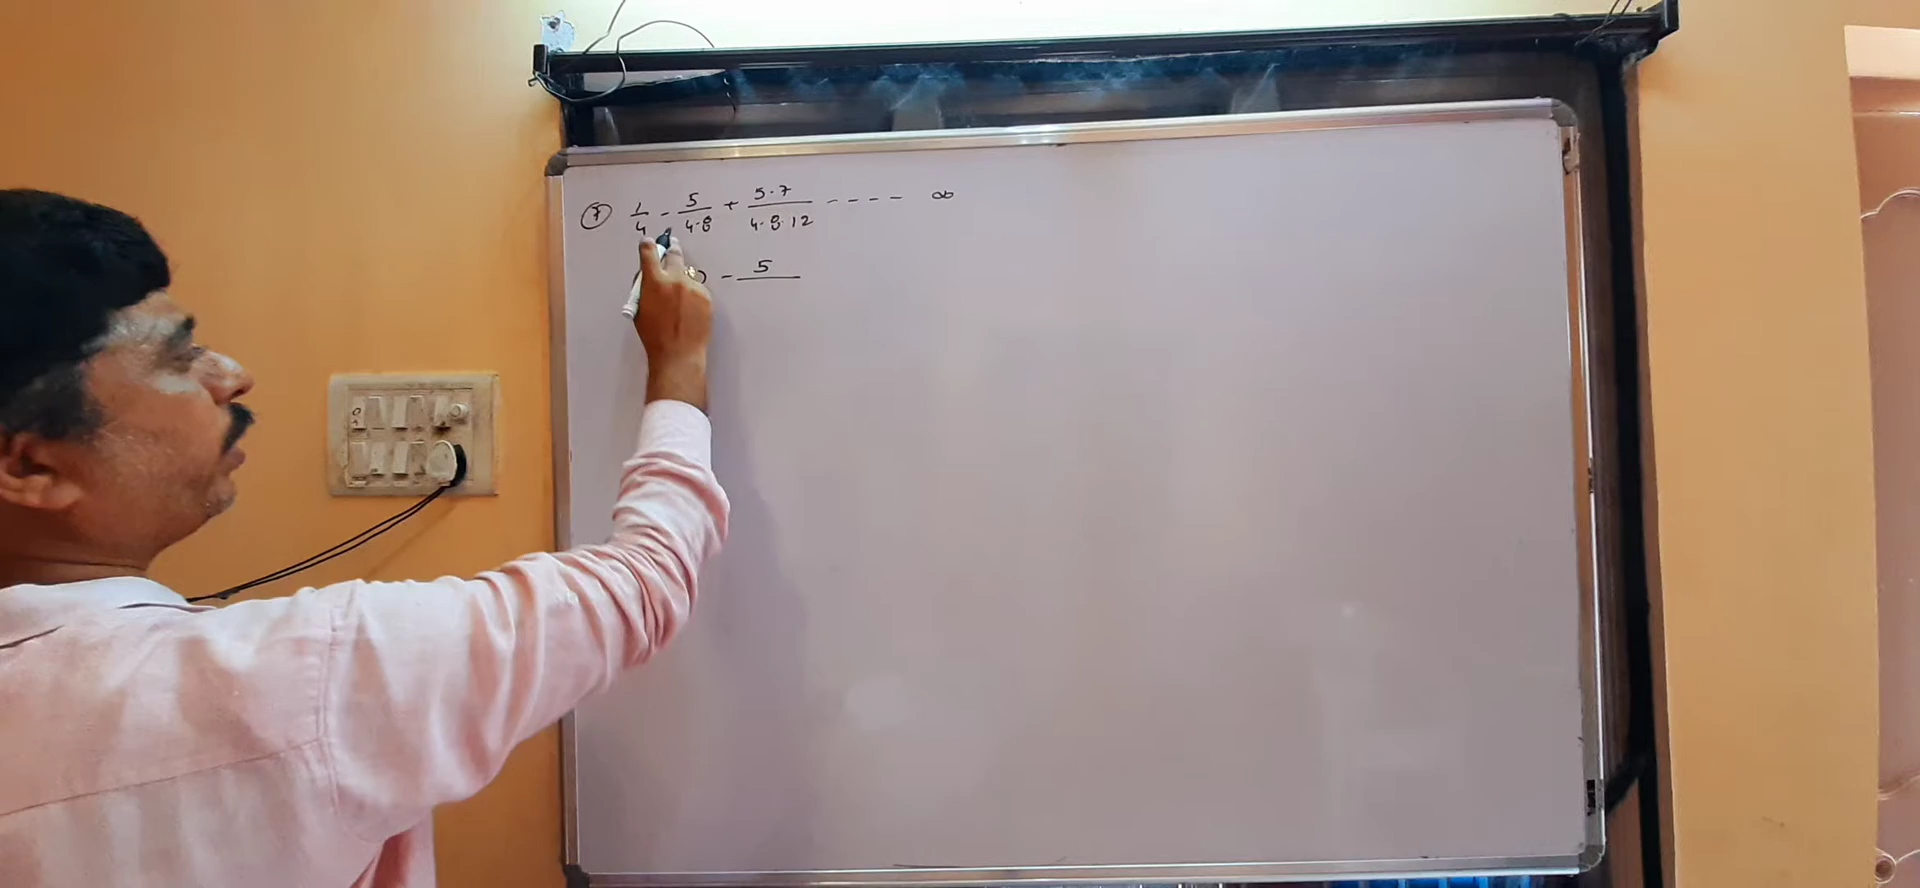 ⑦ 1/4 - 5/4·8 + 5·7/4·8·12 - - - - ∞
) - 5/